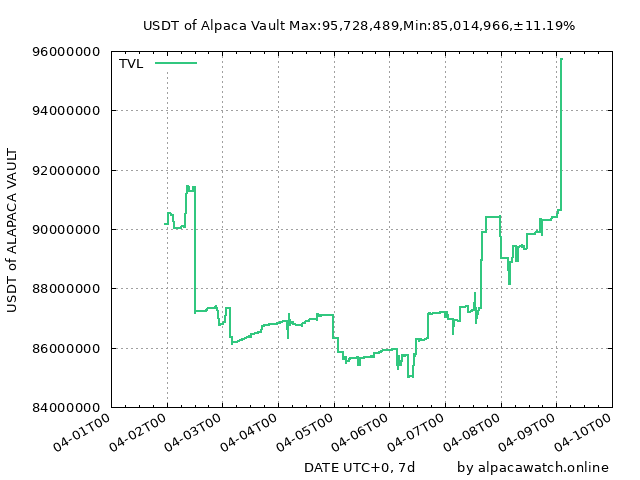 USDT of Alpaca Vault Max:95,728,489,Min:85,014,966,±11.19%
TVL
96000000
94000000
92000000
90000000
88000000
86000000
84000000
USDT of ALAPACA VAULT
04-01T00
04-02T00
04-03T00
04-04T00
04-05T00
04-06T00
04-07T00
04-08T00
04-09T00
04-10T00
DATE UTC+0, 7d
by alpacawatch.online